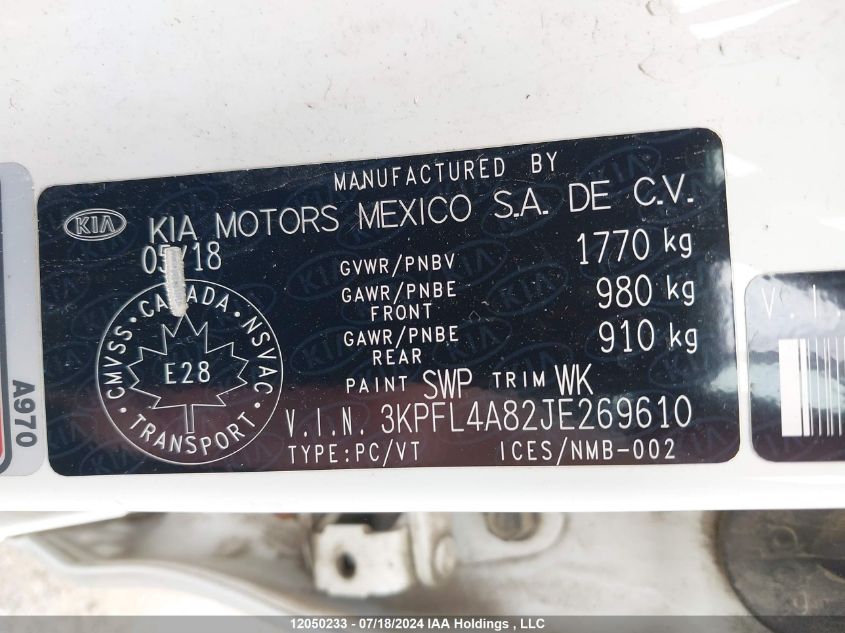 MANUFACTURED BY
KIA KIA MOTORS MEXICO S.A. DE C.V.
05/18
GVWR/PNBV 1770 kg
GAWR/PNBE FRONT 980 kg
GAWR/PNBE REAR 910 kg
PAINT SWP TRIM WK
V.I.N. 3KPFL4A82JE269610
TYPE:PC/VT ICES/NMB-002
CMVSS · CANADA · NSVAC
E28
· TRANSPORT ·
A970
V.I.
12050233 - 07/18/2024 IAA Holdings , LLC